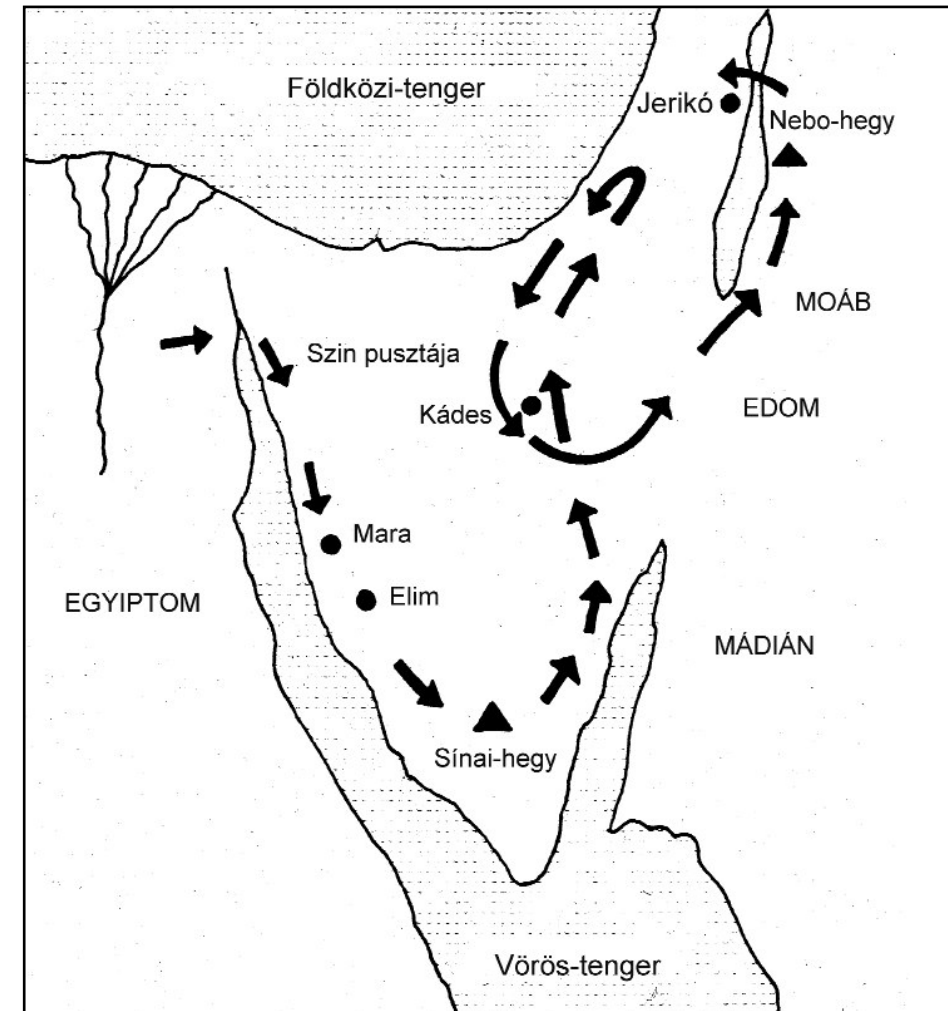 Földközi-tenger
Jerikó
Nebo-hegy
MOÁB
Szin pusztája
Kádes
EDOM
Mara
Elim
EGYIPTOM
MÁDIÁN
Sínai-hegy
Vörös-tenger